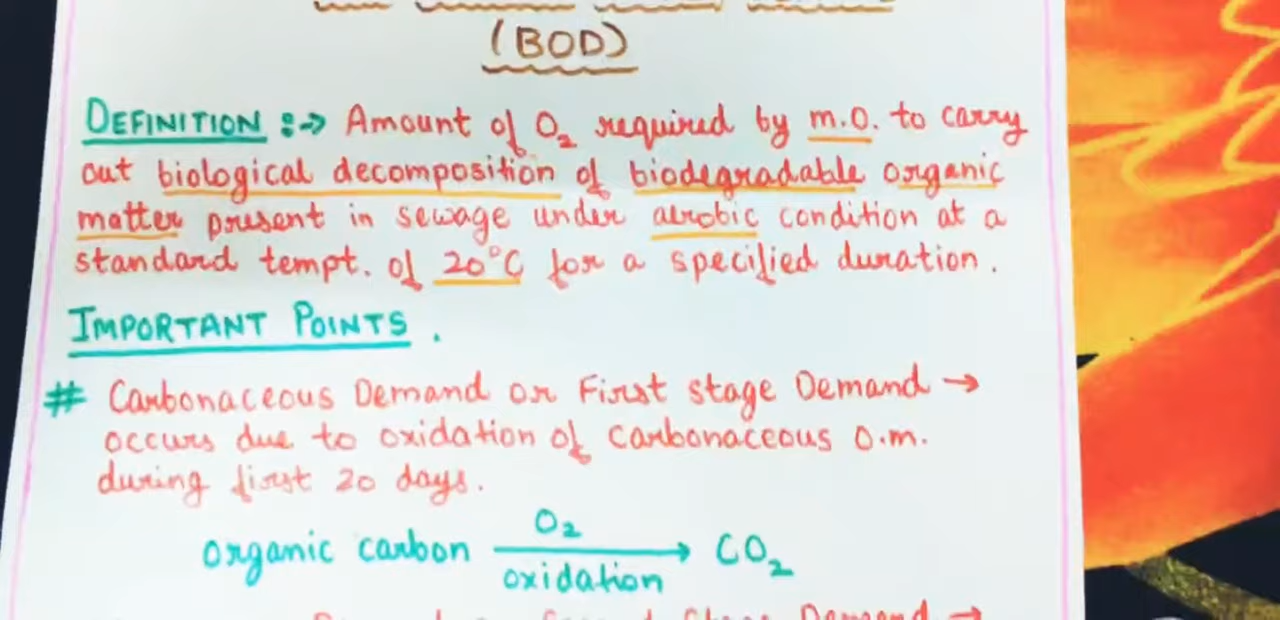 (BOD)
DEFINITION :-> Amount of O₂ required by m.O. to carry
out biological decomposition of biodegradable organic
matter present in sewage under aerobic condition at a
standard tempt. of 20°C for a specified duration.
IMPORTANT POINTS.
# Carbonaceous Demand or First stage Demand →
occurs due to oxidation of carbonaceous O.m.
during first 20 days.
O₂
organic carbon → CO₂
oxidation
Stage Demand →